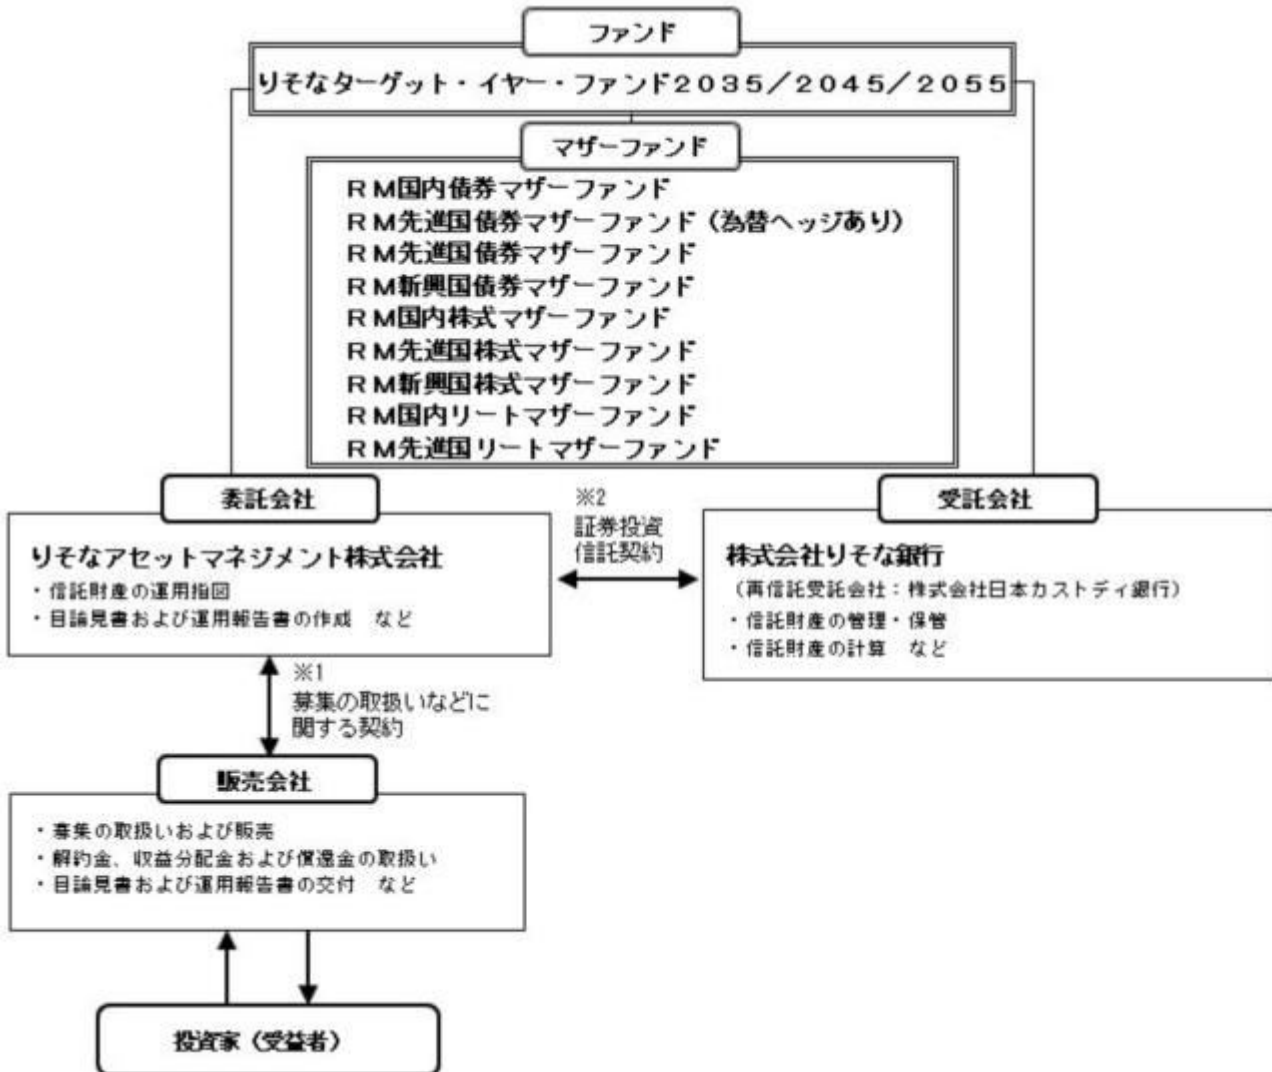 ファンド
りそなターゲット・イヤー・ファンド2035/2045/2055
マザーファンド
RM国内債券マザーファンド
RM先進国債券マザーファンド(為替ヘッジあり)
RM先進国債券マザーファンド
RM新興国債券マザーファンド
RM国内株式マザーファンド
RM先進国株式マザーファンド
RM新興国株式マザーファンド
RM国内リートマザーファンド
RM先進国リートマザーファンド
委託会社
りそなアセットマネジメント株式会社
・信託財産の運用指図
・目論見書および運用報告書の作成 など
※2
証券投資
信託契約
受託会社
株式会社りそな銀行
(再信託受託会社:株式会社日本カストディ銀行)
・信託財産の管理・保管
・信託財産の計算 など
※1
募集の取扱いなどに
関する契約
販売会社
・募集の取扱いおよび販売
・解約金、収益分配金および償還金の取扱い
・目論見書および運用報告書の交付 など
投資家(受益者)